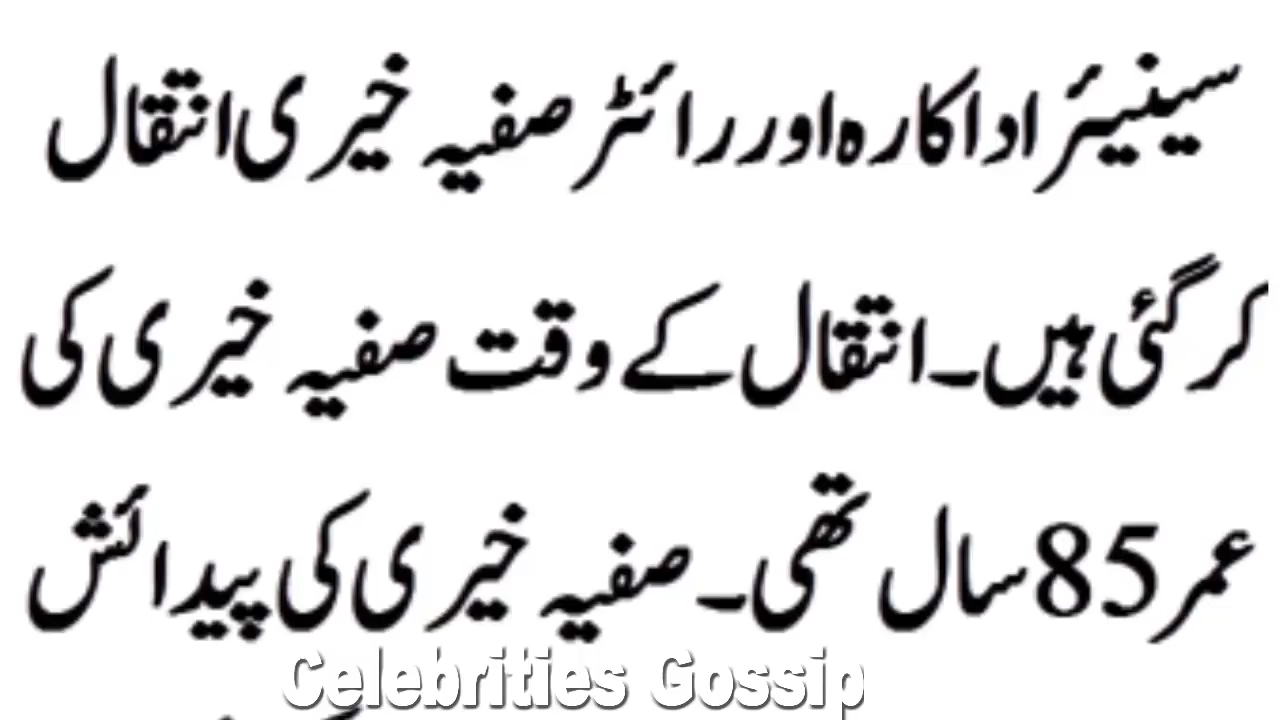 سینیئر اداکارہ اور رائٹر صفیہ خیری انتقال
کر گئی ہیں۔ انتقال کے وقت صفیہ خیری کی
عمر 85 سال تھی۔ صفیہ خیری کی پیدائش
Celebrities Gossip